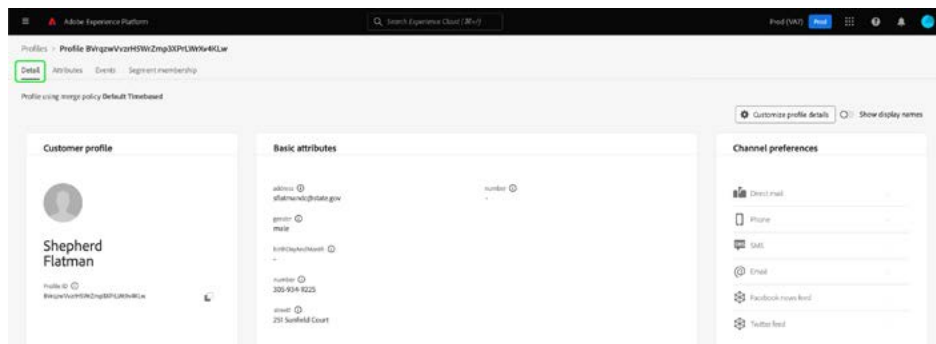 Adobe Experience Platform
Search Experience Cloud (⌘+/)
Prod (VA7)
Prod
Profiles > Profile
Detail
Attributes
Events
Segment membership
Profile using merge policy Default Timebased
Customize profile details
Show display names
Customer profile
Shepherd
Flatman
Profile ID
Basic attributes
address
sflatmandc@state.gov
gender
male
birthDayAndMonth
-
number
305-934-9225
street1
251 Sunfield Court
number
-
Channel preferences
Direct mail
Phone
SMS
Email
Facebook news feed
Twitter feed